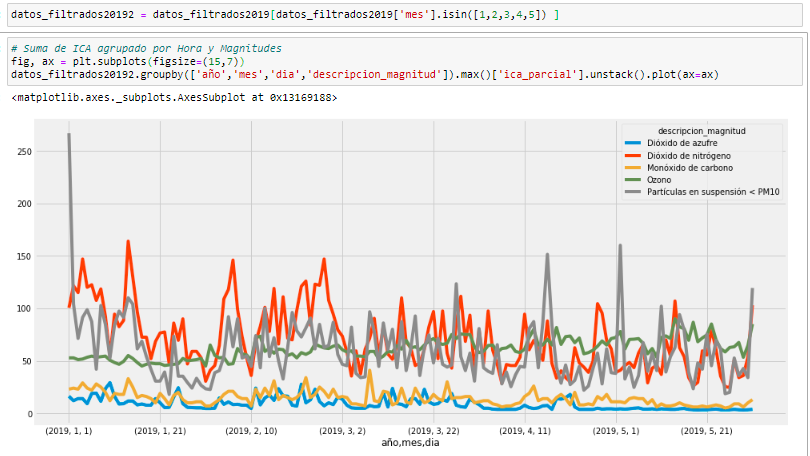 datos_filtrados20192 = datos_filtrados2019[datos_filtrados2019['mes'].isin([1,2,3,4,5]) ]
# Suma de ICA agrupado por Hora y Magnitudes
fig, ax = plt.subplots(figsize=(15,7))
datos_filtrados20192.groupby(['año','mes','dia','descripcion_magnitud']).max()['ica_parcial'].unstack().plot(ax=ax)
<matplotlib.axes._subplots.AxesSubplot at 0x13169188>
descripcion_magnitud
Dióxido de azufre
Dióxido de nitrógeno
Monóxido de carbono
Ozono
Partículas en suspensión < PM10
250
200
150
100
50
0
(2019, 1, 1)
(2019, 1, 21)
(2019, 2, 10)
(2019, 3, 2)
(2019, 3, 22)
(2019, 4, 11)
(2019, 5, 1)
(2019, 5, 21)
año,mes,dia